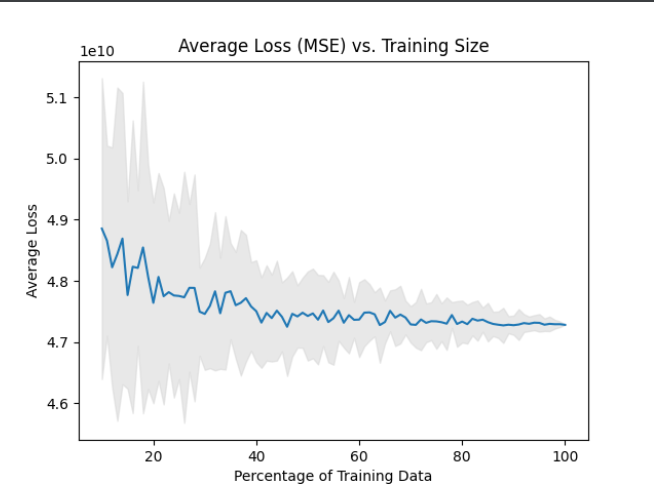 Average Loss (MSE) vs. Training Size
1e10
5.1
5.0
4.9
4.8
4.7
4.6
Average Loss
20 40 60 80 100
Percentage of Training Data